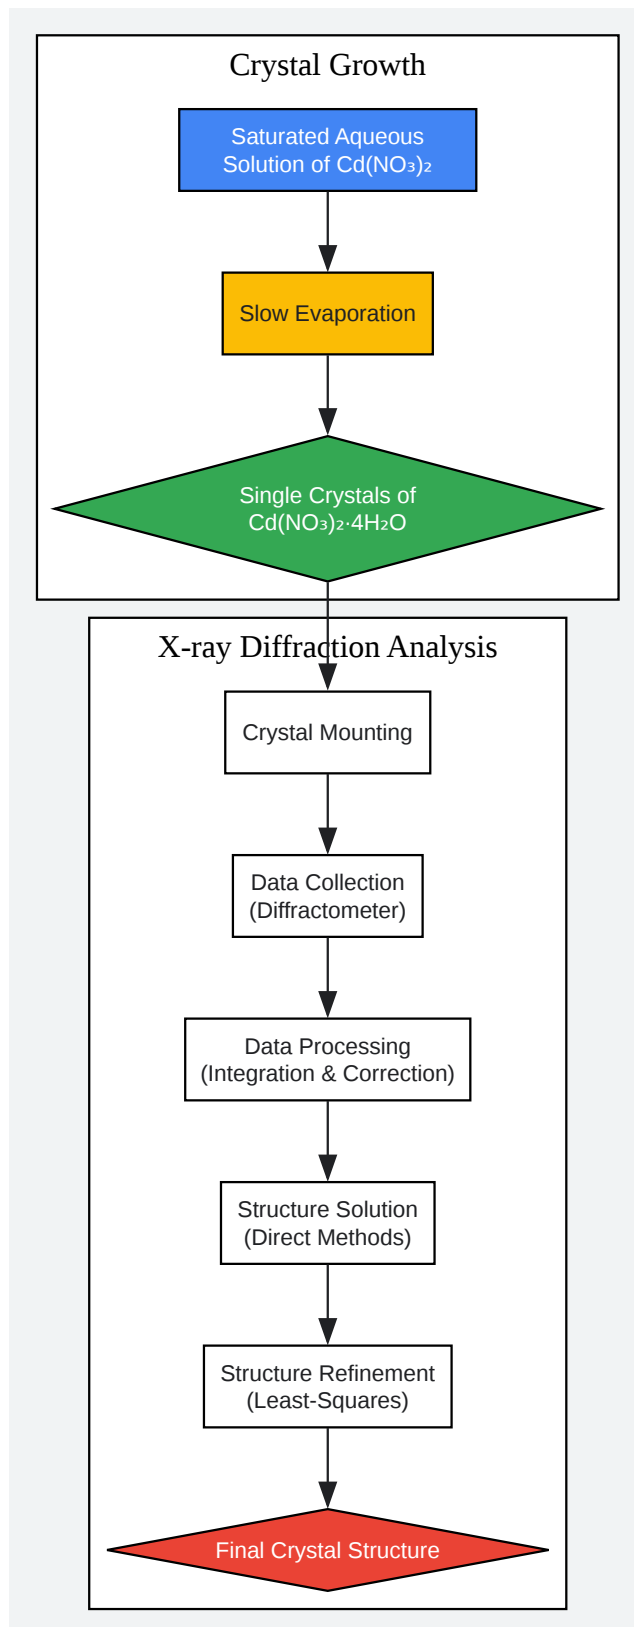 Crystal Growth
Saturated Aqueous
Solution of Cd(NO₃)₂
Slow Evaporation
Single Crystals of
Cd(NO₃)₂·4H₂O
X-ray Diffraction Analysis
Crystal Mounting
Data Collection
(Diffractometer)
Data Processing
(Integration & Correction)
Structure Solution
(Direct Methods)
Structure Refinement
(Least-Squares)
Final Crystal Structure